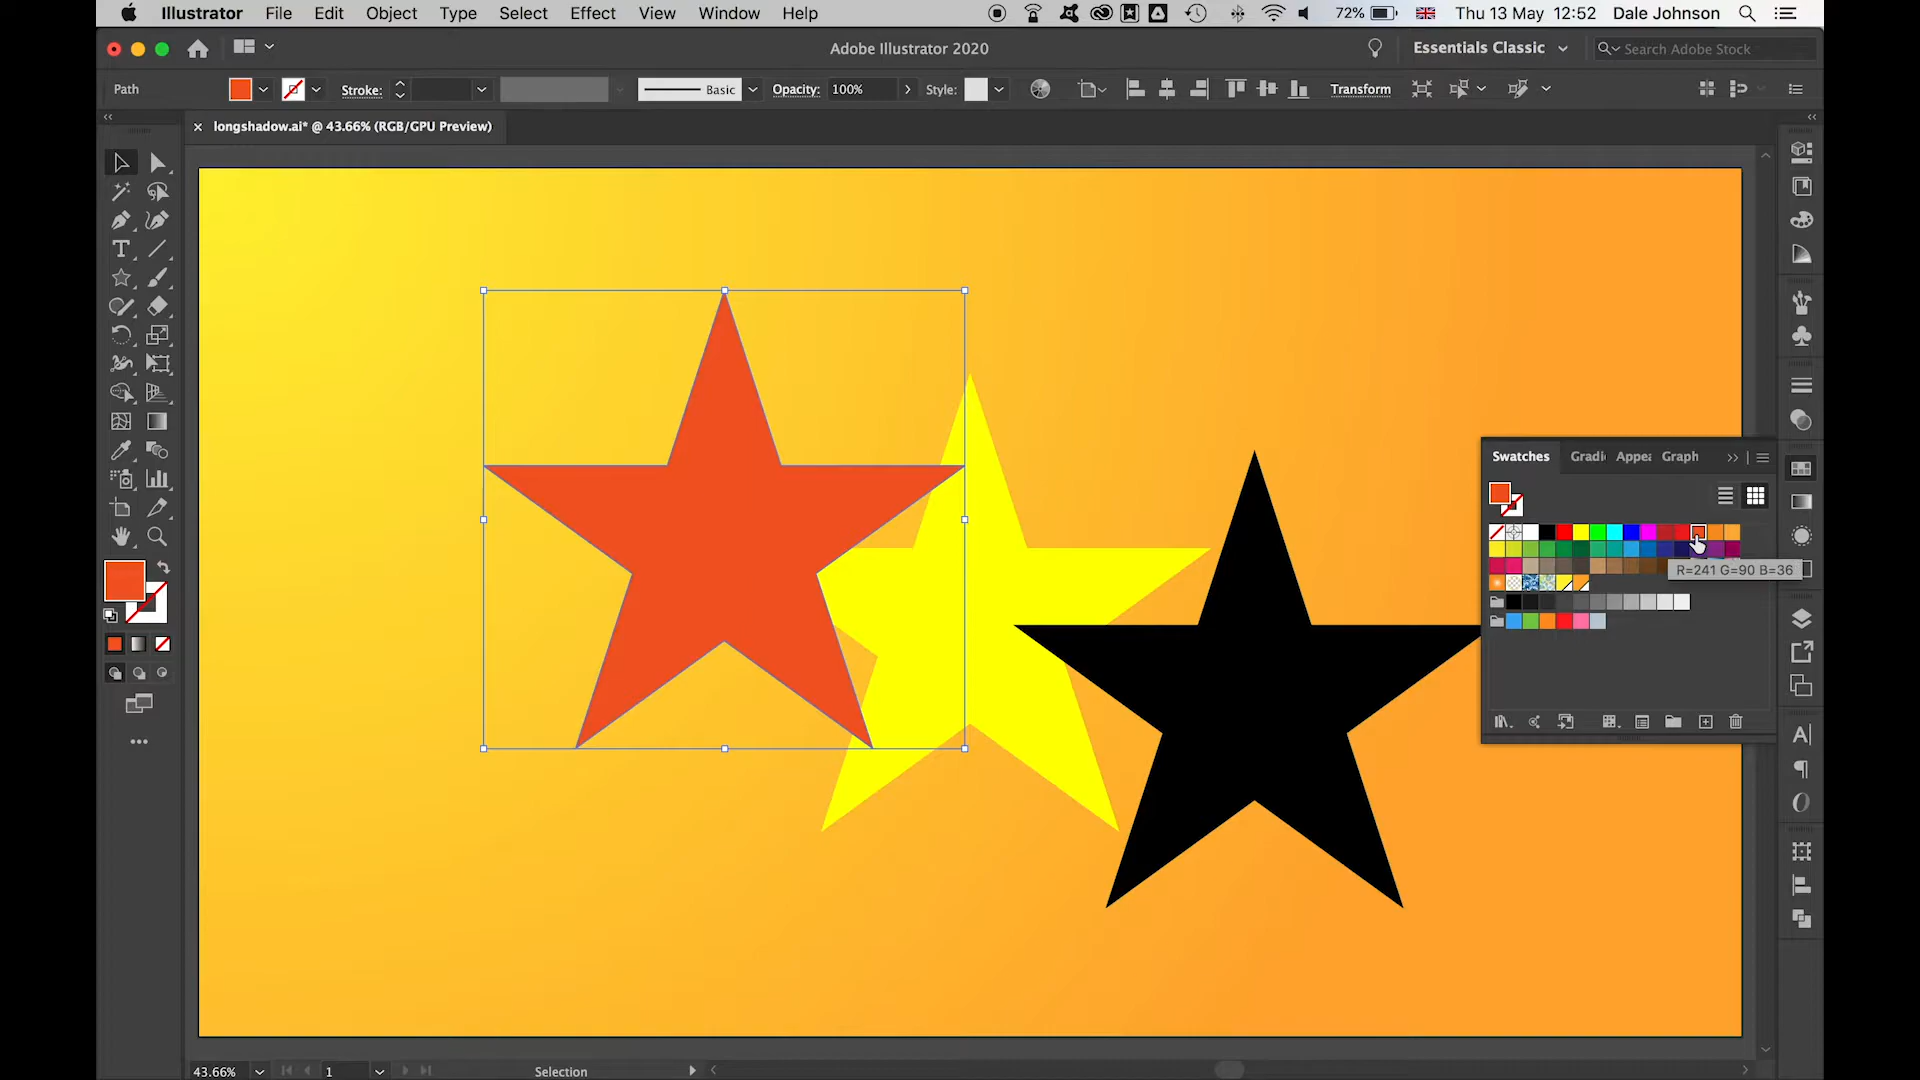 Illustrator File Edit Object Type Select Effect View Window Help 72% Thu 13 May 12:52 Dale Johnson
Adobe Illustrator 2020 Essentials Classic Search Adobe Stock
Path Stroke: Basic Opacity: 100% Style: Transform
longshadow.ai* @ 43.66% (RGB/GPU Preview)
Swatches Gradi Appea Graph
R=241 G=90 B=36
43.66% 1 Selection